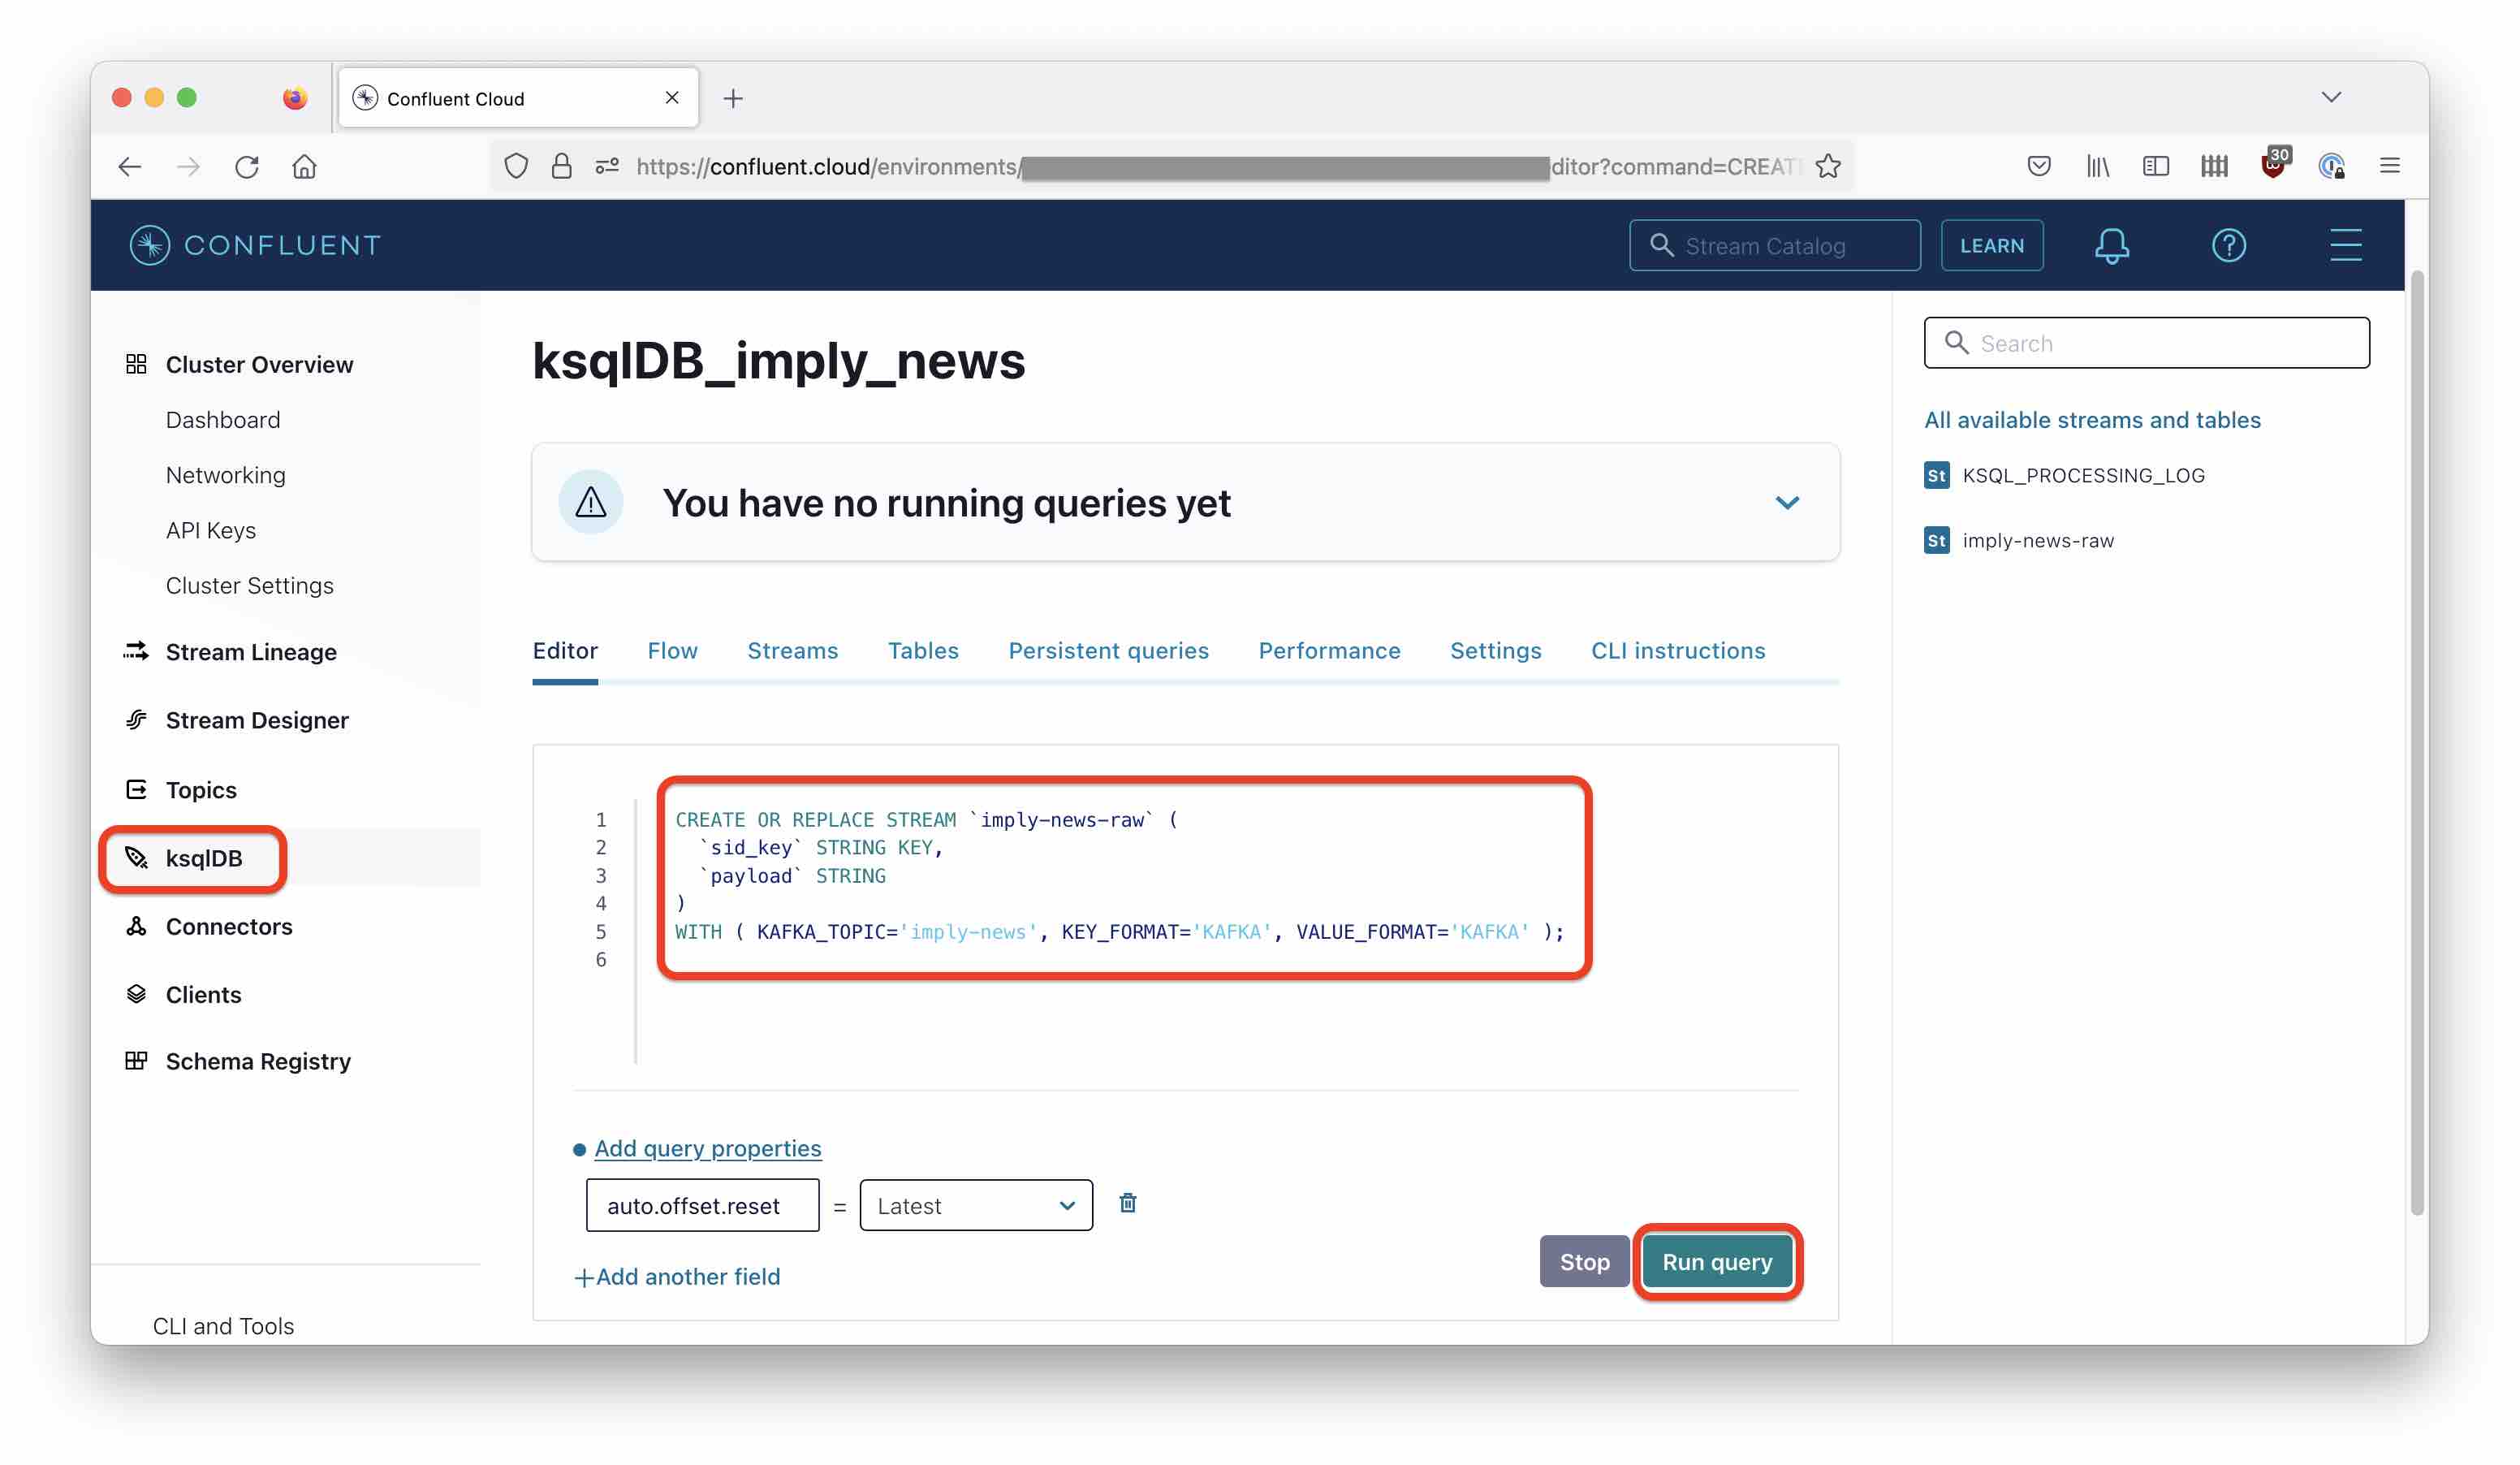 Confluent Cloud
https://confluent.cloud/environments/ ditor?command=CREAT
30
CONFLUENT
Stream Catalog
LEARN
Cluster Overview
Dashboard
Networking
API Keys
Cluster Settings
Stream Lineage
Stream Designer
Topics
ksqlDB
Connectors
Clients
Schema Registry
CLI and Tools
ksqlDB_imply_news
You have no running queries yet
Editor Flow Streams Tables Persistent queries Performance Settings CLI instructions
1 CREATE OR REPLACE STREAM `imply-news-raw` (
2 `sid_key` STRING KEY,
3 `payload` STRING
4 )
5 WITH ( KAFKA_TOPIC='imply-news', KEY_FORMAT='KAFKA', VALUE_FORMAT='KAFKA' );
6
Add query properties
auto.offset.reset = Latest
+Add another field
Stop Run query
Search
All available streams and tables
St KSQL_PROCESSING_LOG
St imply-news-raw